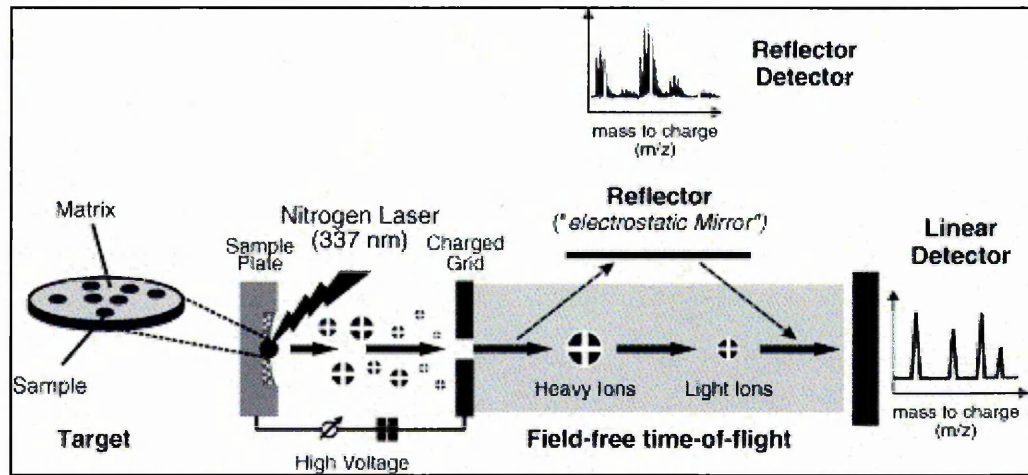 Reflector
Detector
mass to charge
(m/z)
Matrix
Nitrogen Laser
(337 nm)
Sample
Plate
Charged
Grid
Reflector
("electrostatic Mirror")
Linear
Detector
Sample
Heavy Ions
Light Ions
mass to charge
(m/z)
Target
High Voltage
Field-free time-of-flight